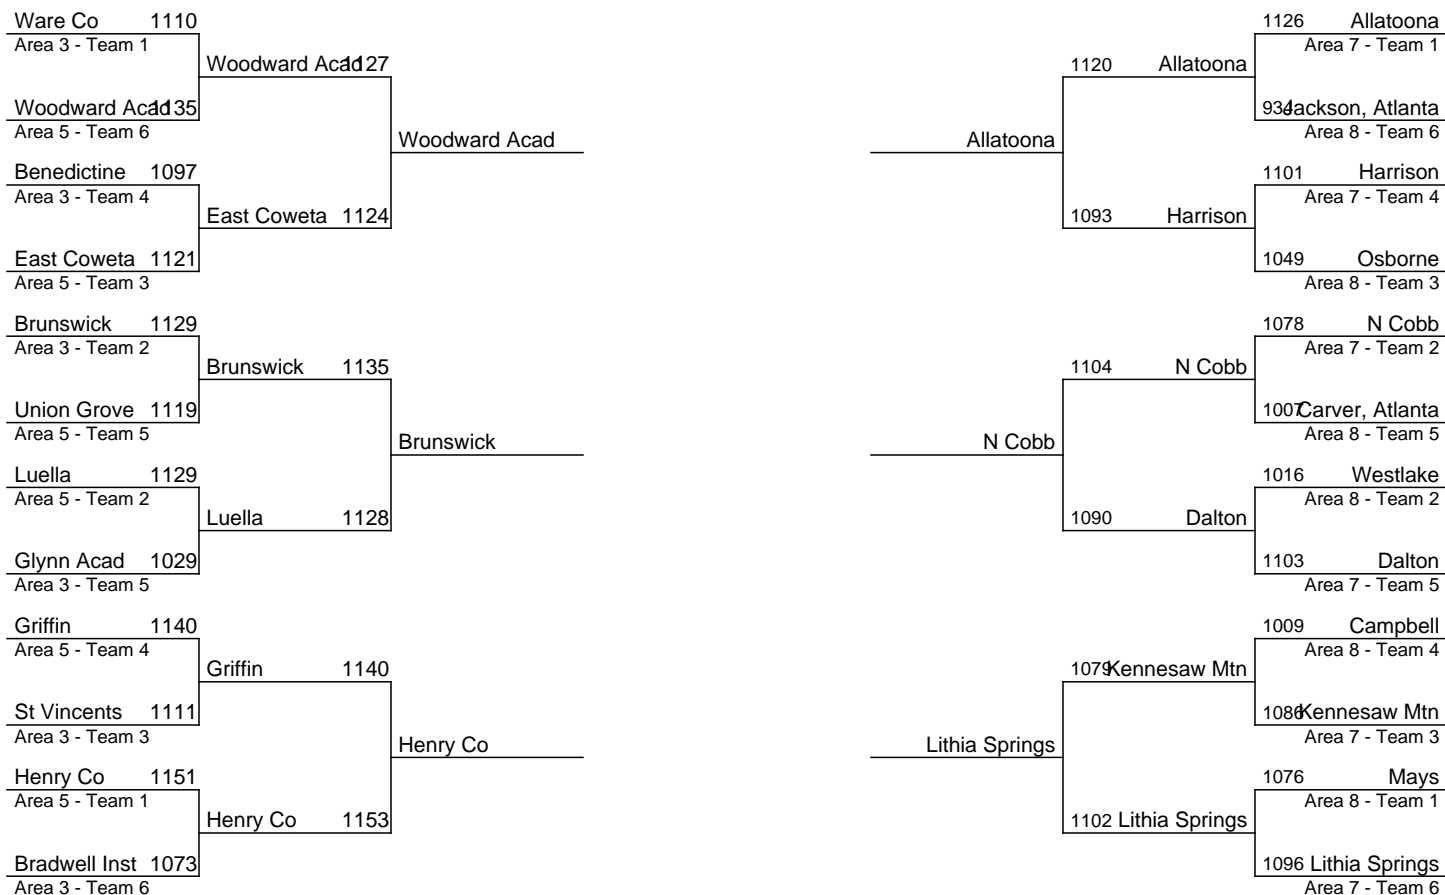 Ware Co 1110
Area 3 - Team 1
Woodward Acad 1127
Woodward Acad 1135
Area 5 - Team 6
Woodward Acad
Benedictine 1097
Area 3 - Team 4
East Coweta 1124
East Coweta 1121
Area 5 - Team 3
Brunswick 1129
Area 3 - Team 2
Brunswick 1135
Union Grove 1119
Area 5 - Team 5
Brunswick
Luella 1129
Area 5 - Team 2
Luella 1128
Glynn Acad 1029
Area 3 - Team 5
Griffin 1140
Area 5 - Team 4
Griffin 1140
St Vincents 1111
Area 3 - Team 3
Henry Co
Henry Co 1151
Area 5 - Team 1
Henry Co 1153
Bradwell Inst 1073
Area 3 - Team 6
1126 Allatoona
Area 7 - Team 1
1120 Allatoona
934 Jackson, Atlanta
Area 8 - Team 6
Allatoona
1101 Harrison
Area 7 - Team 4
1093 Harrison
1049 Osborne
Area 8 - Team 3
1078 N Cobb
Area 7 - Team 2
1104 N Cobb
1007 Carver, Atlanta
Area 8 - Team 5
N Cobb
1016 Westlake
Area 8 - Team 2
1090 Dalton
1103 Dalton
Area 7 - Team 5
1009 Campbell
Area 8 - Team 4
1079 Kennesaw Mtn
1086 Kennesaw Mtn
Area 7 - Team 3
Lithia Springs
1076 Mays
Area 8 - Team 1
1102 Lithia Springs
1096 Lithia Springs
Area 7 - Team 6